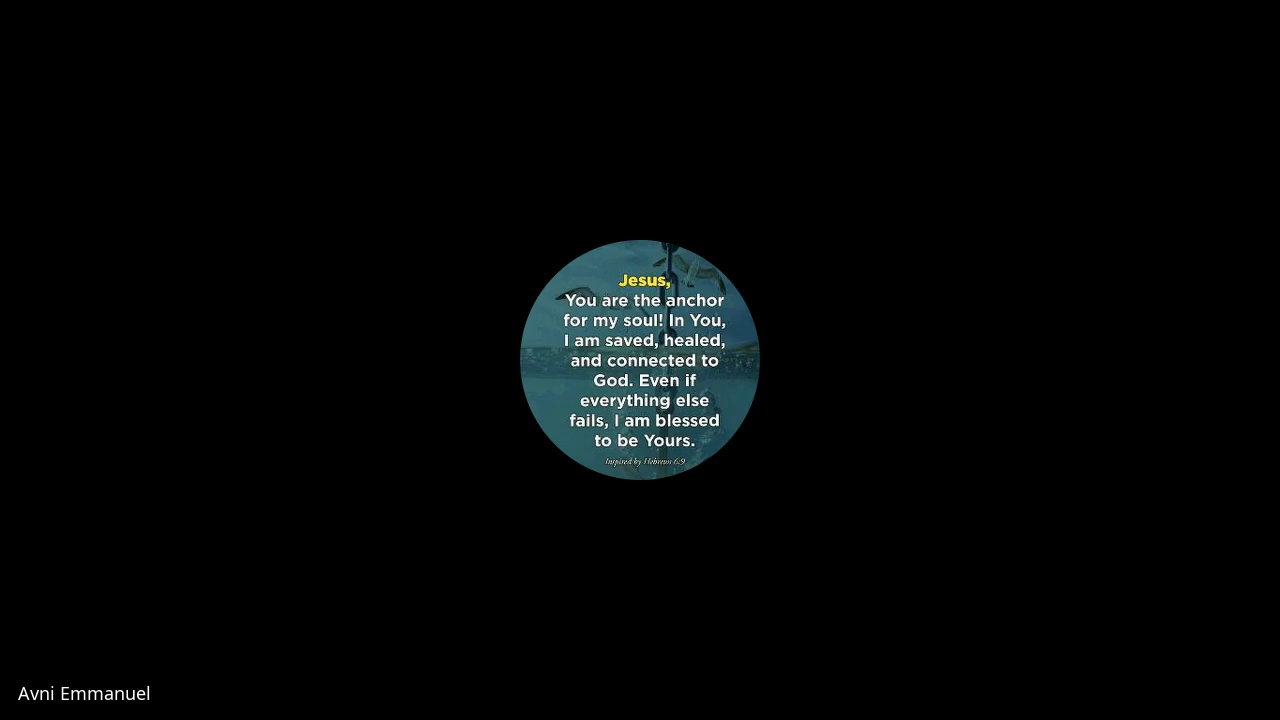 Jesus,
You are the anchor
for my soul! In You,
I am saved, healed,
and connected to
God. Even if
everything else
fails, I am blessed
to be Yours.
Inspired by Hebrews 6:9
Avni Emmanuel